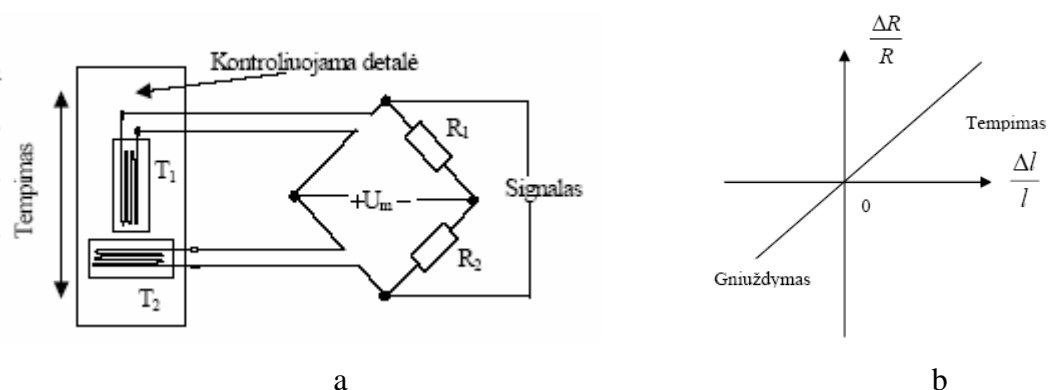 Kontroliuojama detalė
Tempimas
T₁
T₂
R₁
R₂
+Uₘ−
Signalas
a
ΔR
R
Tempimas
Δl
l
0
Gniuždymas
b